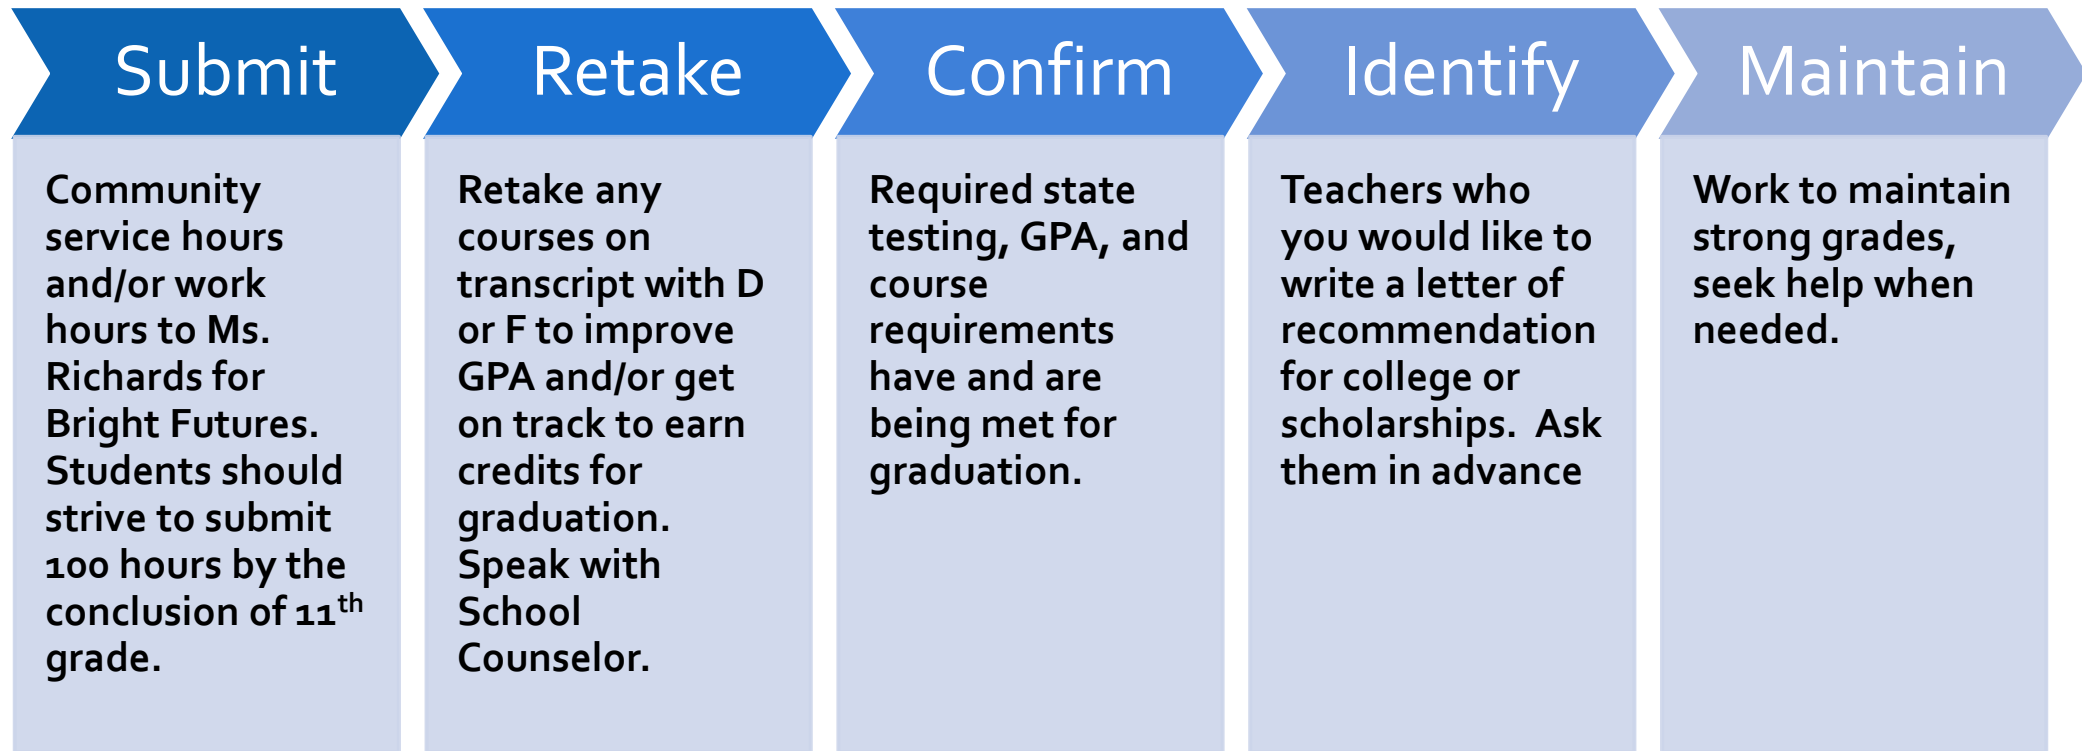 Submit
Community
service hours
and/or work
hours to Ms.
Richards for
Bright Futures.
Students should
strive to submit
100 hours by the
conclusion of 11th
grade.
Retake
Retake any
courses on
transcript with D
or F to improve
GPA and/or get
on track to earn
credits for
graduation.
Speak with
School
Counselor.
Confirm
Required state
testing, GPA, and
course
requirements
have and are
being met for
graduation.
Identify
Teachers who
you would like to
write a letter of
recommendation
for college or
scholarships.  Ask
them in advance
Maintain
Work to maintain
strong grades,
seek help when
needed.